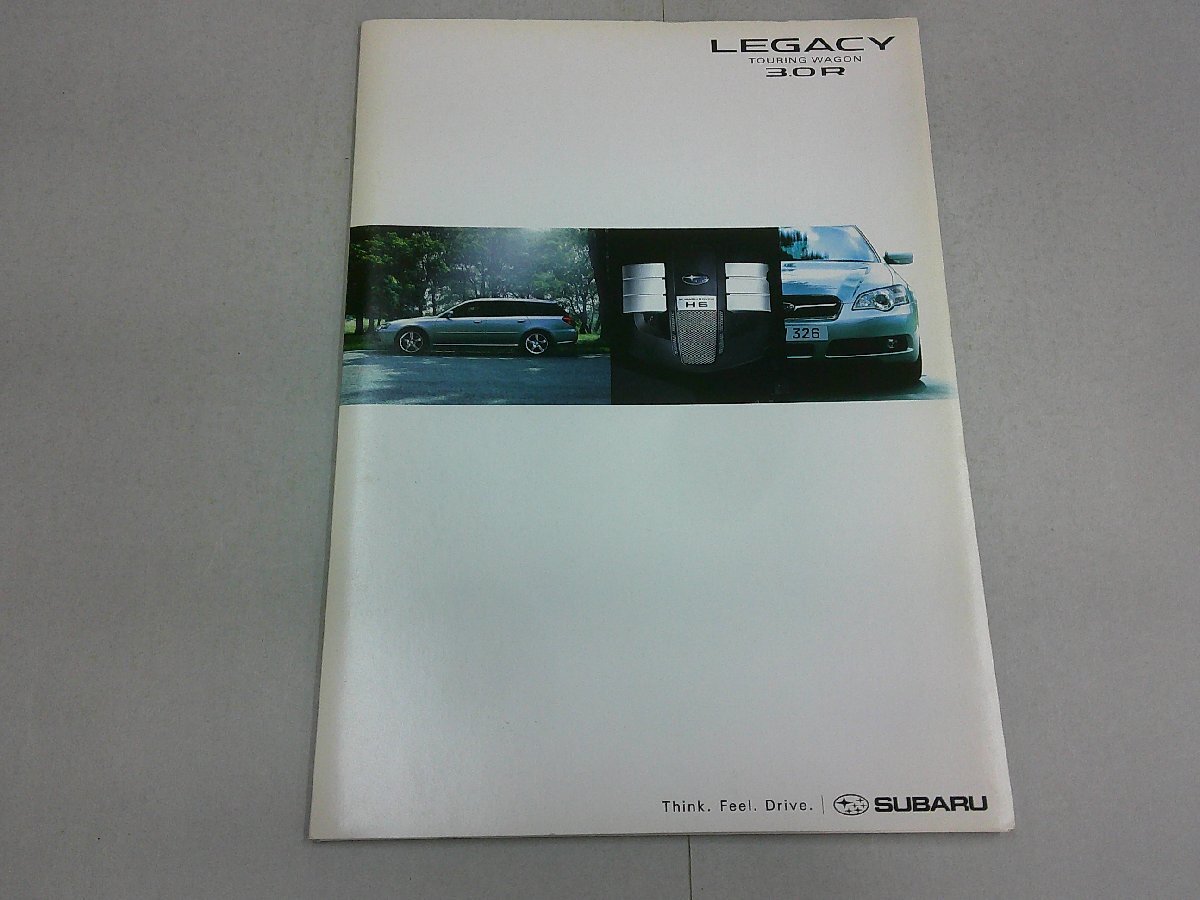 LEGACY
TOURING WAGON
3.0R
H6
326
Think. Feel. Drive. SUBARU